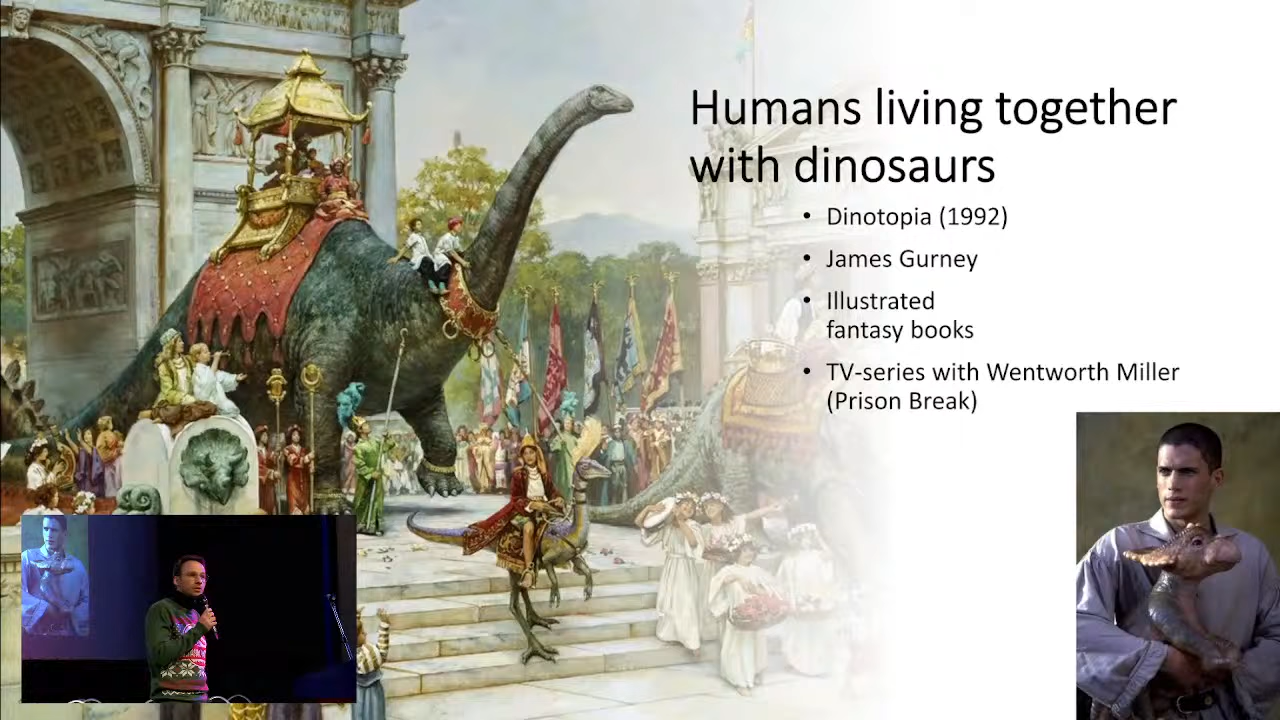 Humans living together
with dinosaurs
• Dinotopia (1992)
• James Gurney
• Illustrated
fantasy books
• TV-series with Wentworth Miller
(Prison Break)